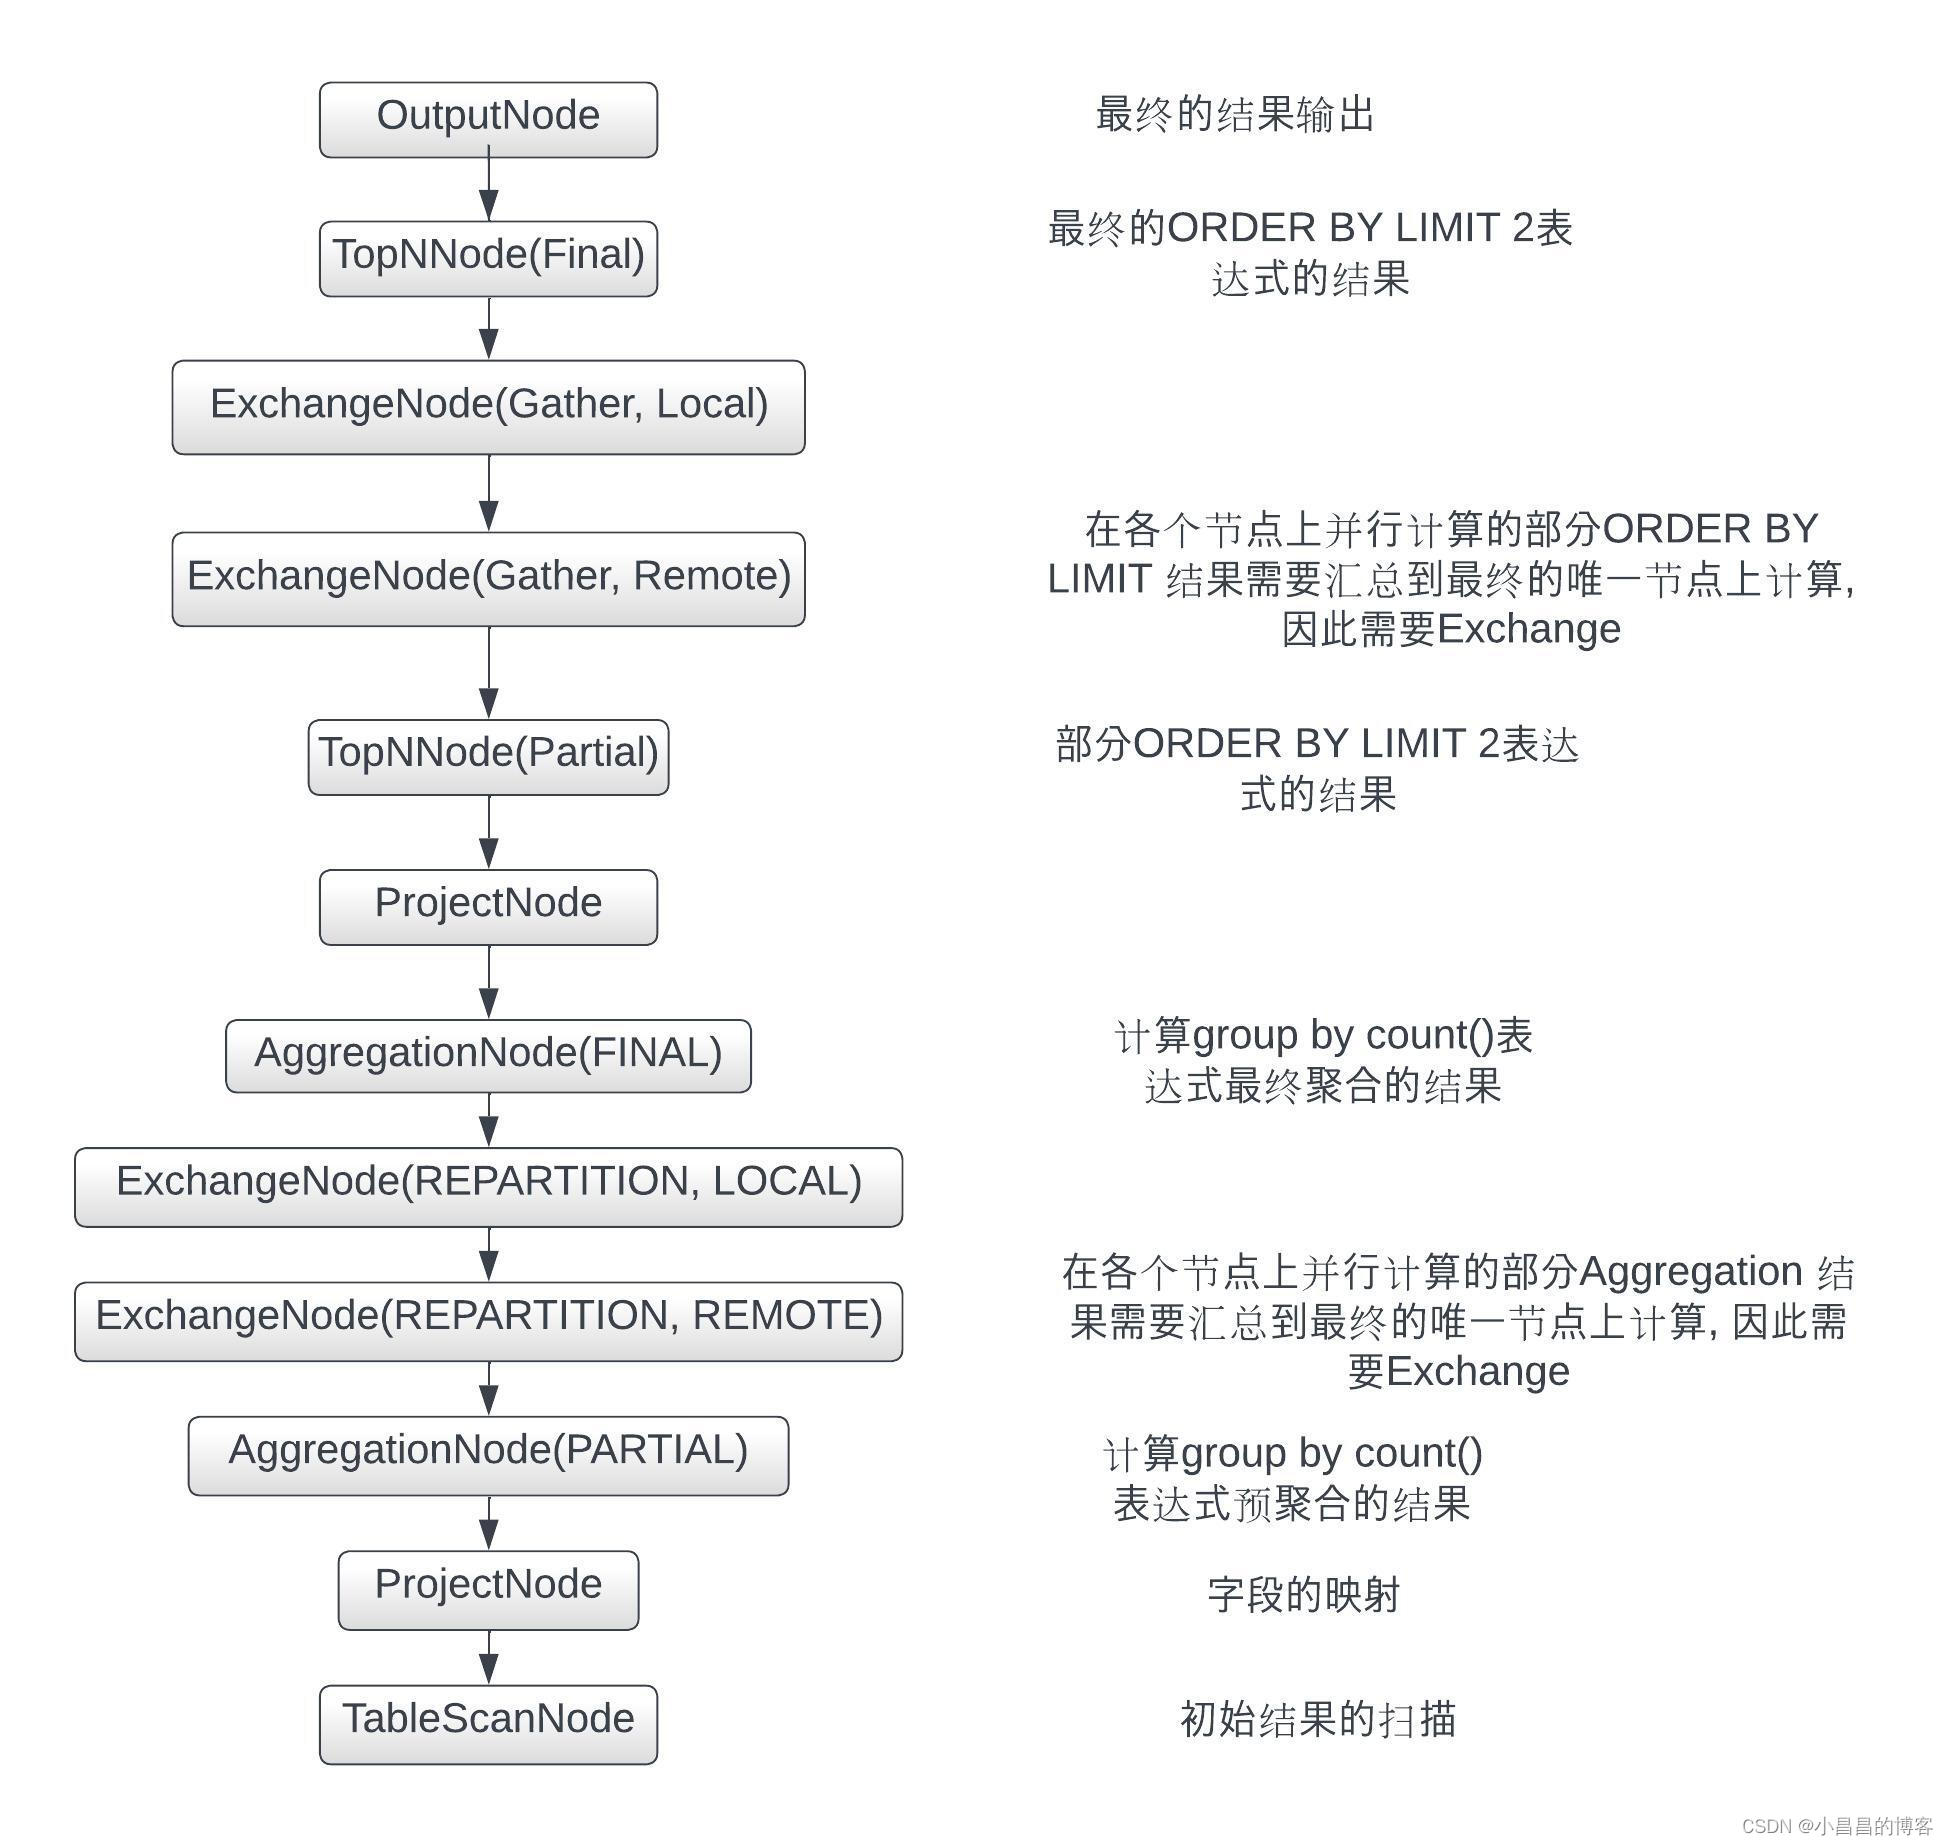 OutputNode
最终的结果输出
TopNNode(Final)
最终的ORDER BY LIMIT 2表
达式的结果
ExchangeNode(Gather, Local)
ExchangeNode(Gather, Remote)
在各个节点上并行计算的部分ORDER BY
LIMIT 结果需要汇总到最终的唯一节点上计算,
因此需要Exchange
TopNNode(Partial)
部分ORDER BY LIMIT 2表达
式的结果
ProjectNode
AggregationNode(FINAL)
计算group by count()表
达式最终聚合的结果
ExchangeNode(REPARTITION, LOCAL)
ExchangeNode(REPARTITION, REMOTE)
在各个节点上并行计算的部分Aggregation 结
果需要汇总到最终的唯一节点上计算, 因此需
要Exchange
AggregationNode(PARTIAL)
计算group by count()
表达式预聚合的结果
ProjectNode
字段的映射
TableScanNode
初始结果的扫描
CSDN @小昌昌的博客